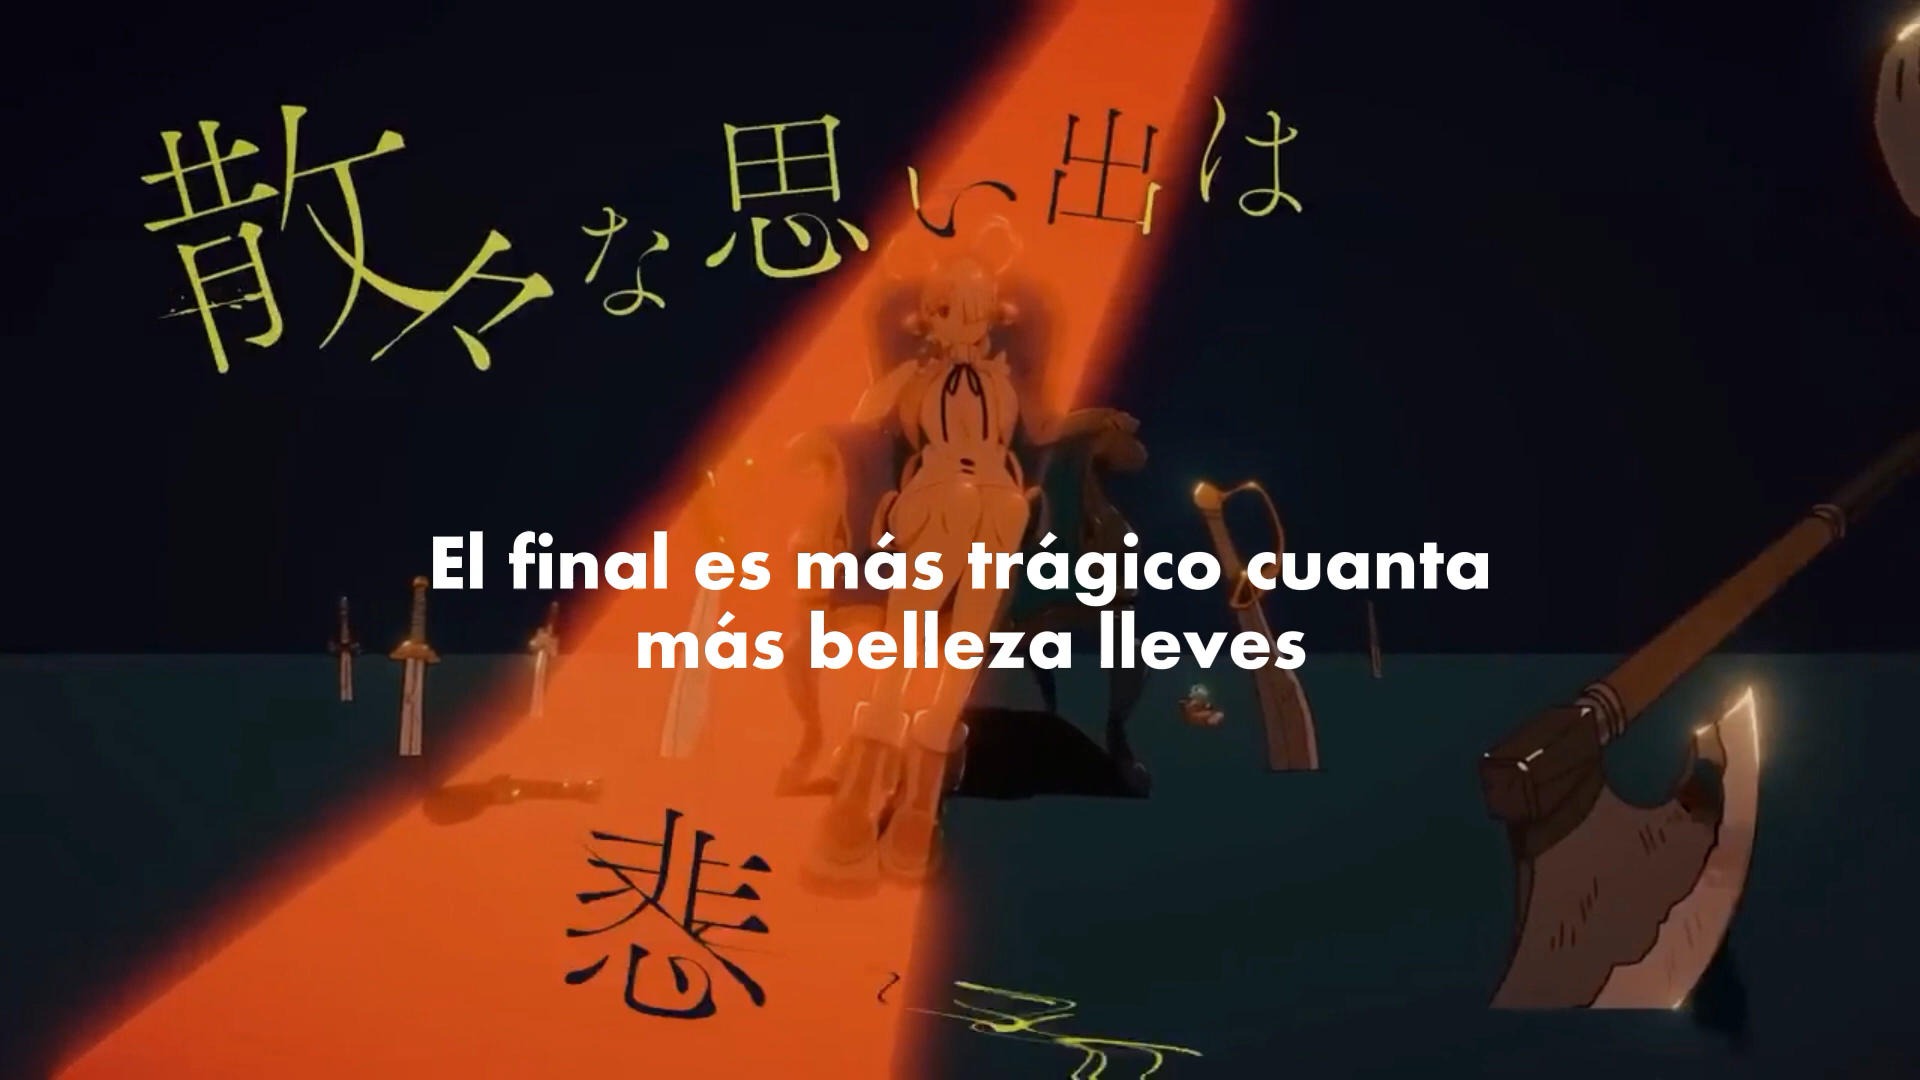 散々な思い出は
El final es más trágico cuanta
más belleza lleves
悲